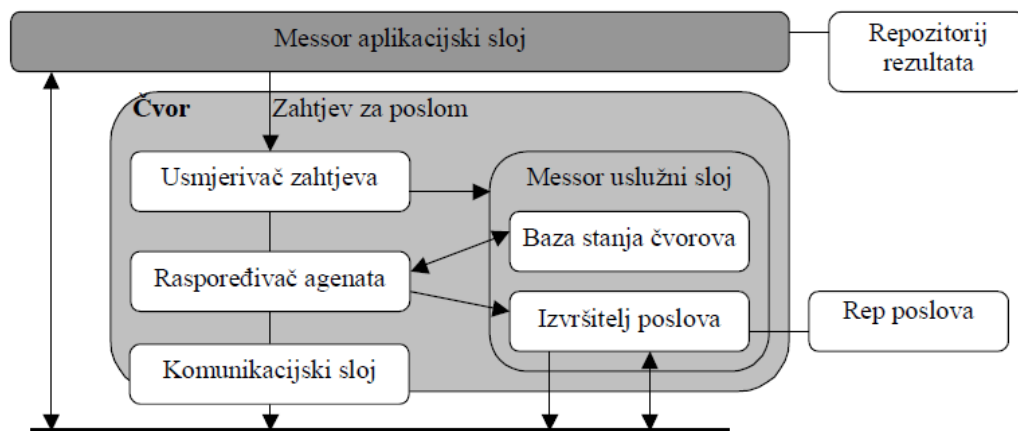 Messor aplikacijski sloj
Repozitorij
rezultata
Čvor
Zahtjev za poslom
Usmjerivač zahtjeva
Messor uslužni sloj
Baza stanja čvorova
Raspoređivač agenata
Izvršitelj poslova
Rep poslova
Komunikacijski sloj